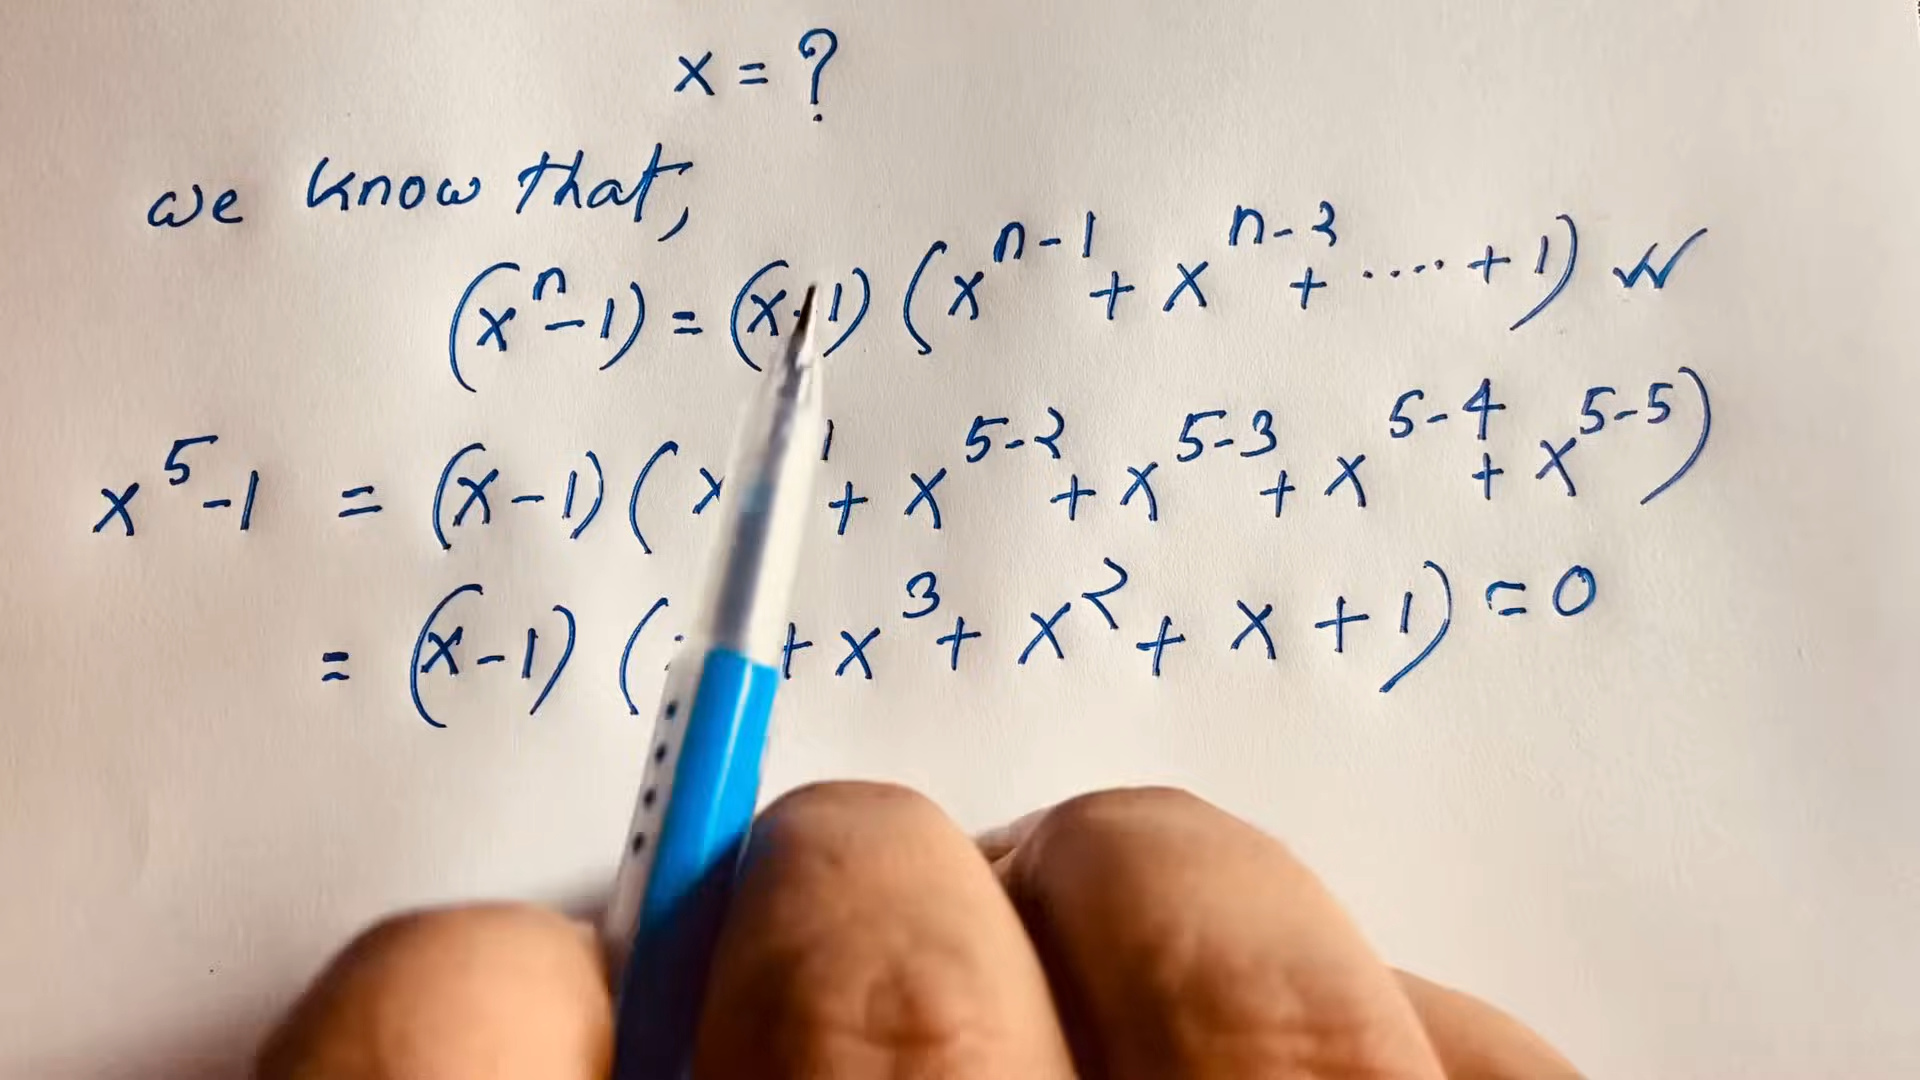 x = ?
we know that,
(x^n - 1) = (x-1) (x^{n-1} + x^{n-2} + .... + 1) ✓✓
x^5 - 1 = (x-1) ( x 1 + x^{5-2} + x^{5-3} + x^{5-4} + x^{5-5})
= (x-1) ( + x^3 + x^2 + x + 1) = 0